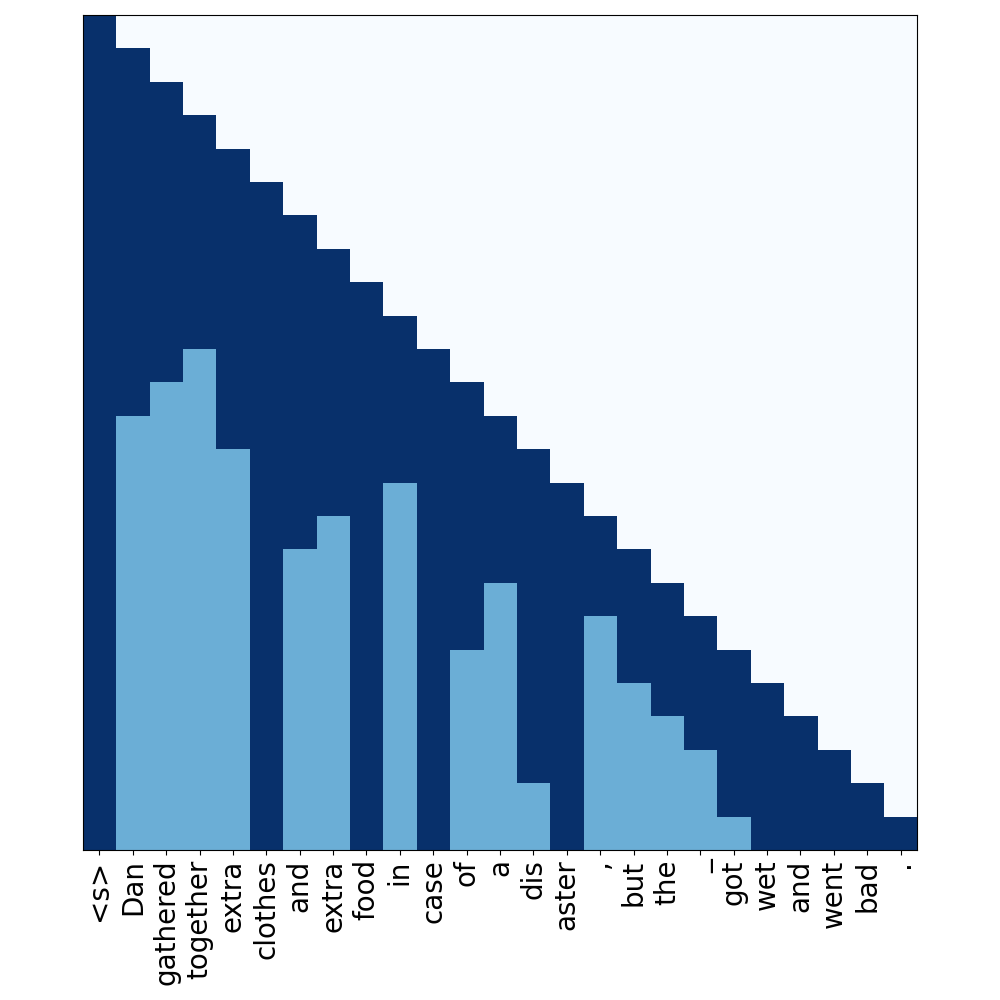 <s>
Dan
gathered
together
extra
clothes
and
extra
food
in
case
of
a
dis
aster
,
but
the
_
got
wet
and
went
bad
.